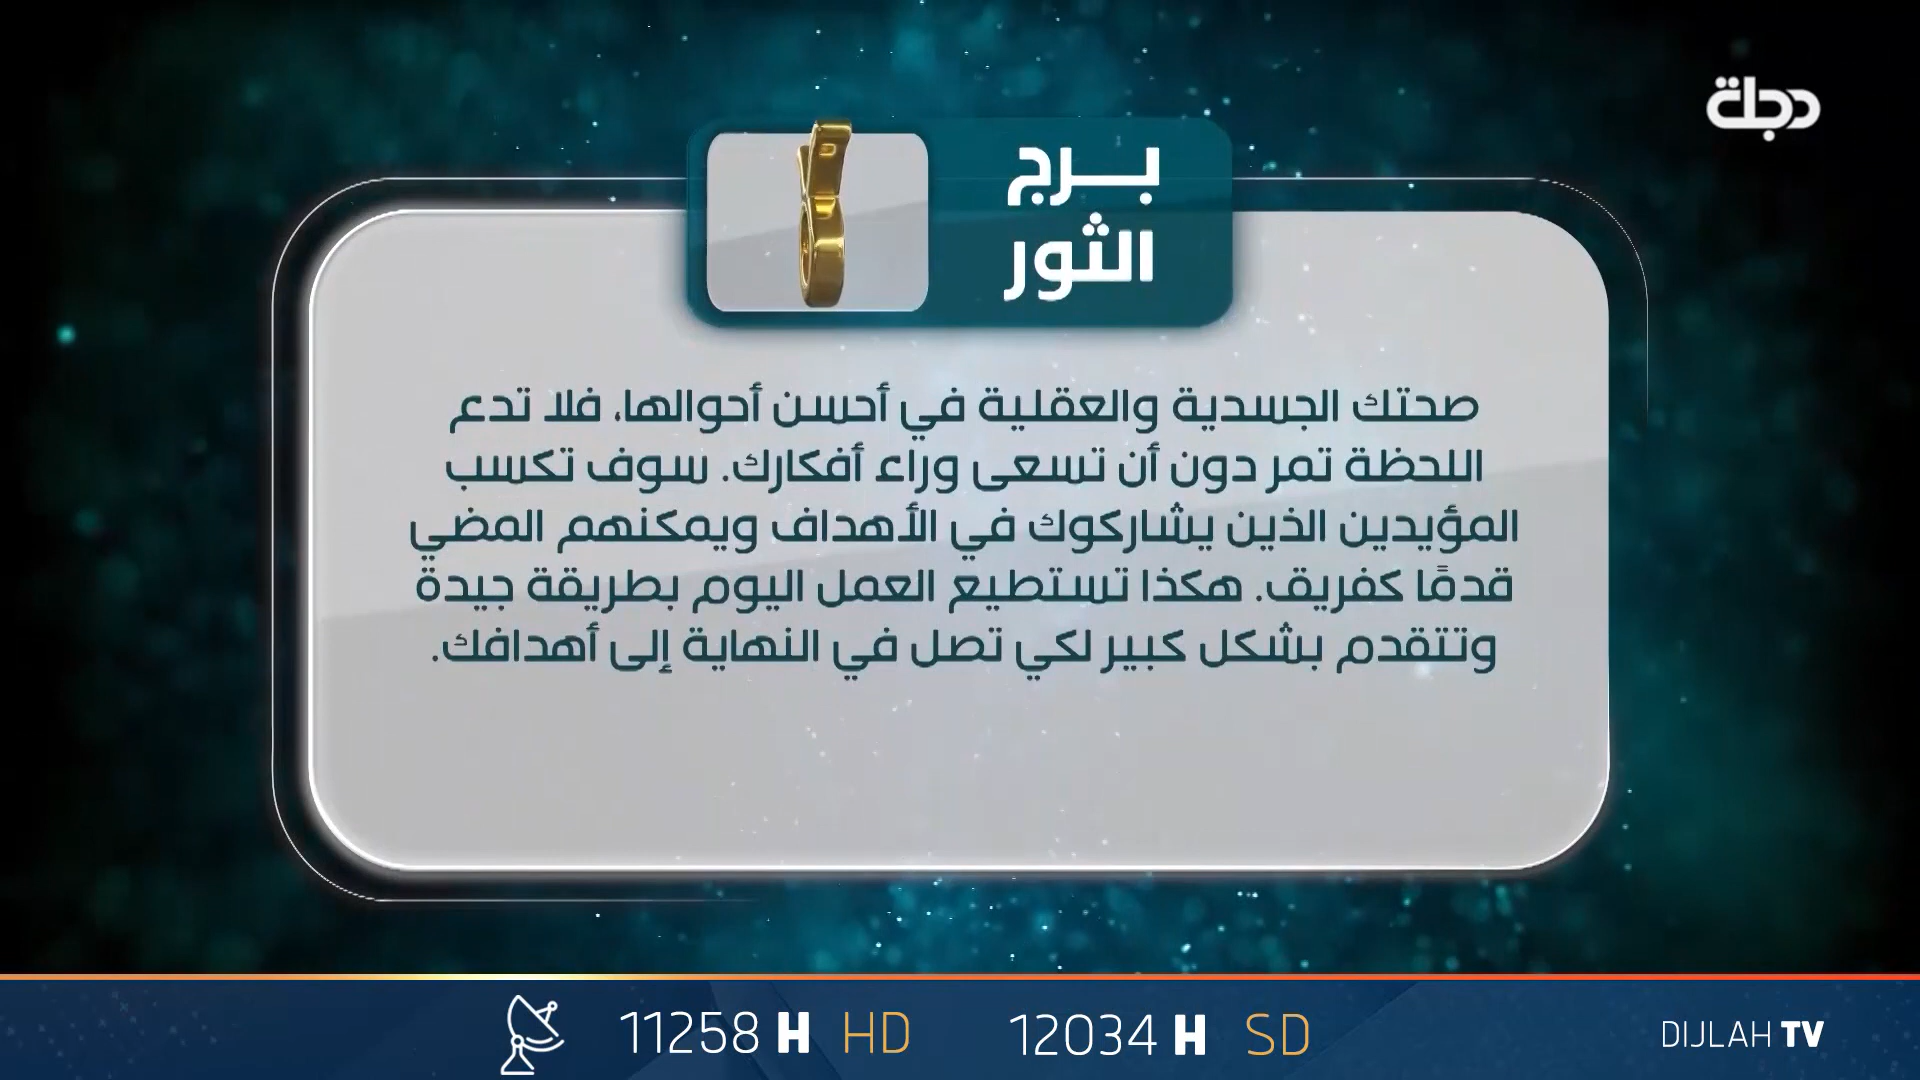 دجلة
برج
الثور
صحتك الجسدية والعقلية في أحسن أحوالها، فلا تدع
اللحظة تمر دون أن تسعى وراء أفكارك. سوف تكسب
المؤيدين الذين يشاركوك في الأهداف ويمكنهم المضي
قدمًا كفريق. هكذا تستطيع العمل اليوم بطريقة جيدة
وتتقدم بشكل كبير لكي تصل في النهاية إلى أهدافك.
11258 H HD 12034 H SD DIJLAH TV